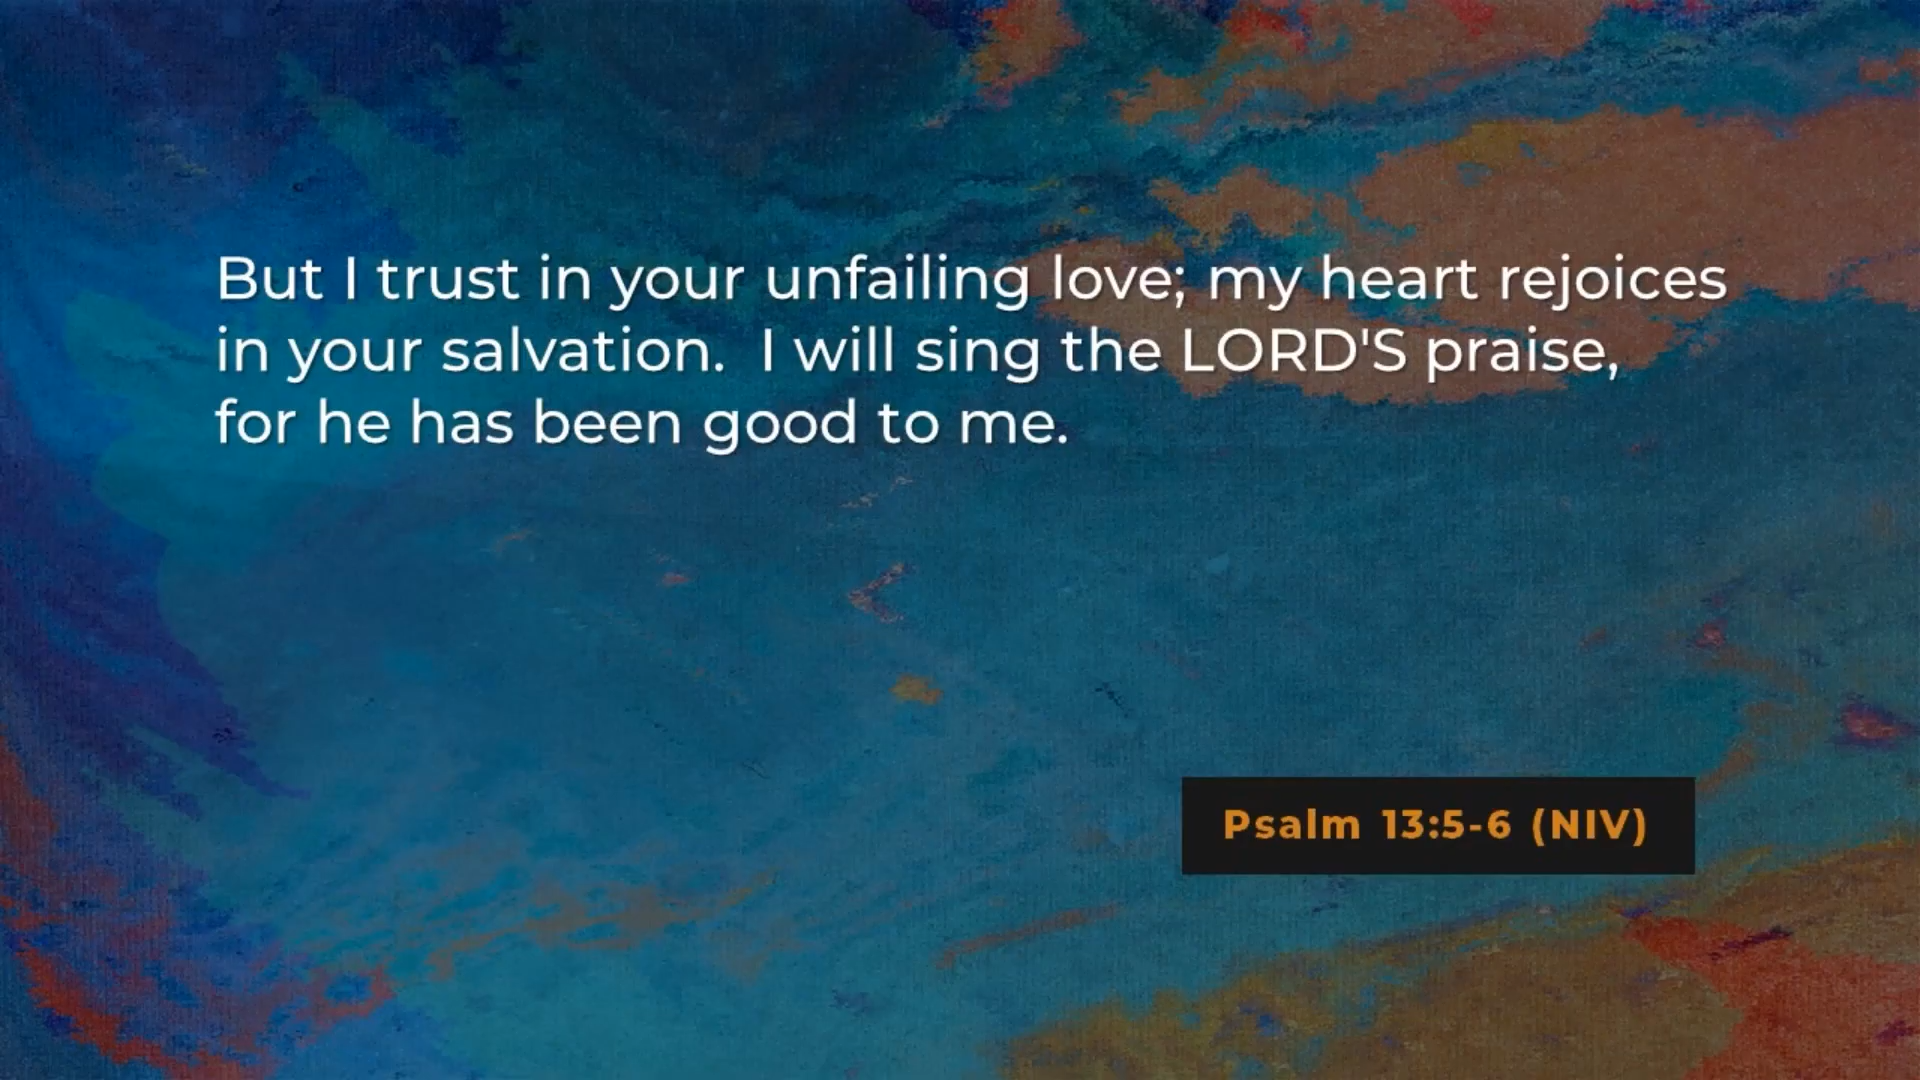 But I trust in your unfailing love; my heart rejoices
in your salvation.  I will sing the LORD'S praise,
for he has been good to me.
Psalm 13:5-6 (NIV)